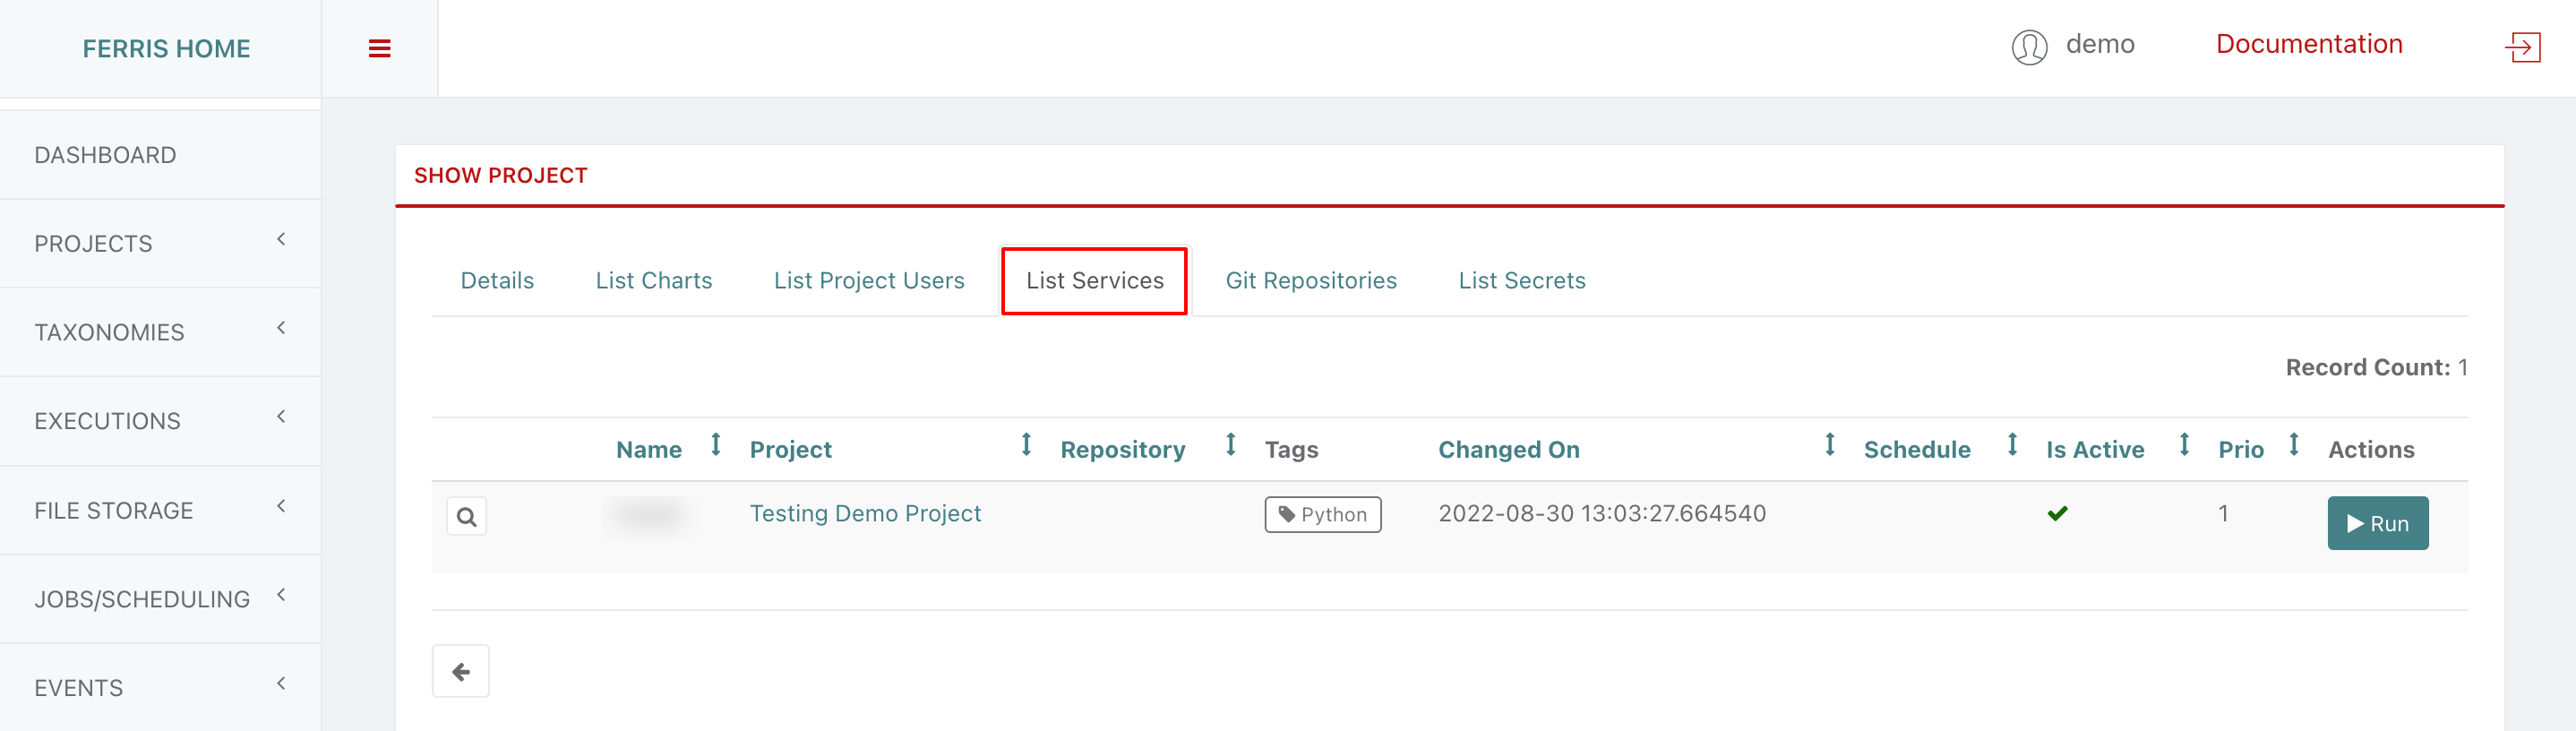 FERRIS HOME
demo
Documentation
DASHBOARD
PROJECTS
TAXONOMIES
EXECUTIONS
FILE STORAGE
JOBS/SCHEDULING
EVENTS
SHOW PROJECT
Details List Charts List Project Users List Services Git Repositories List Secrets
Record Count: 1
Name Project Repository Tags Changed On Schedule Is Active Prio Actions
Testing Demo Project Python 2022-08-30 13:03:27.664540 1 Run